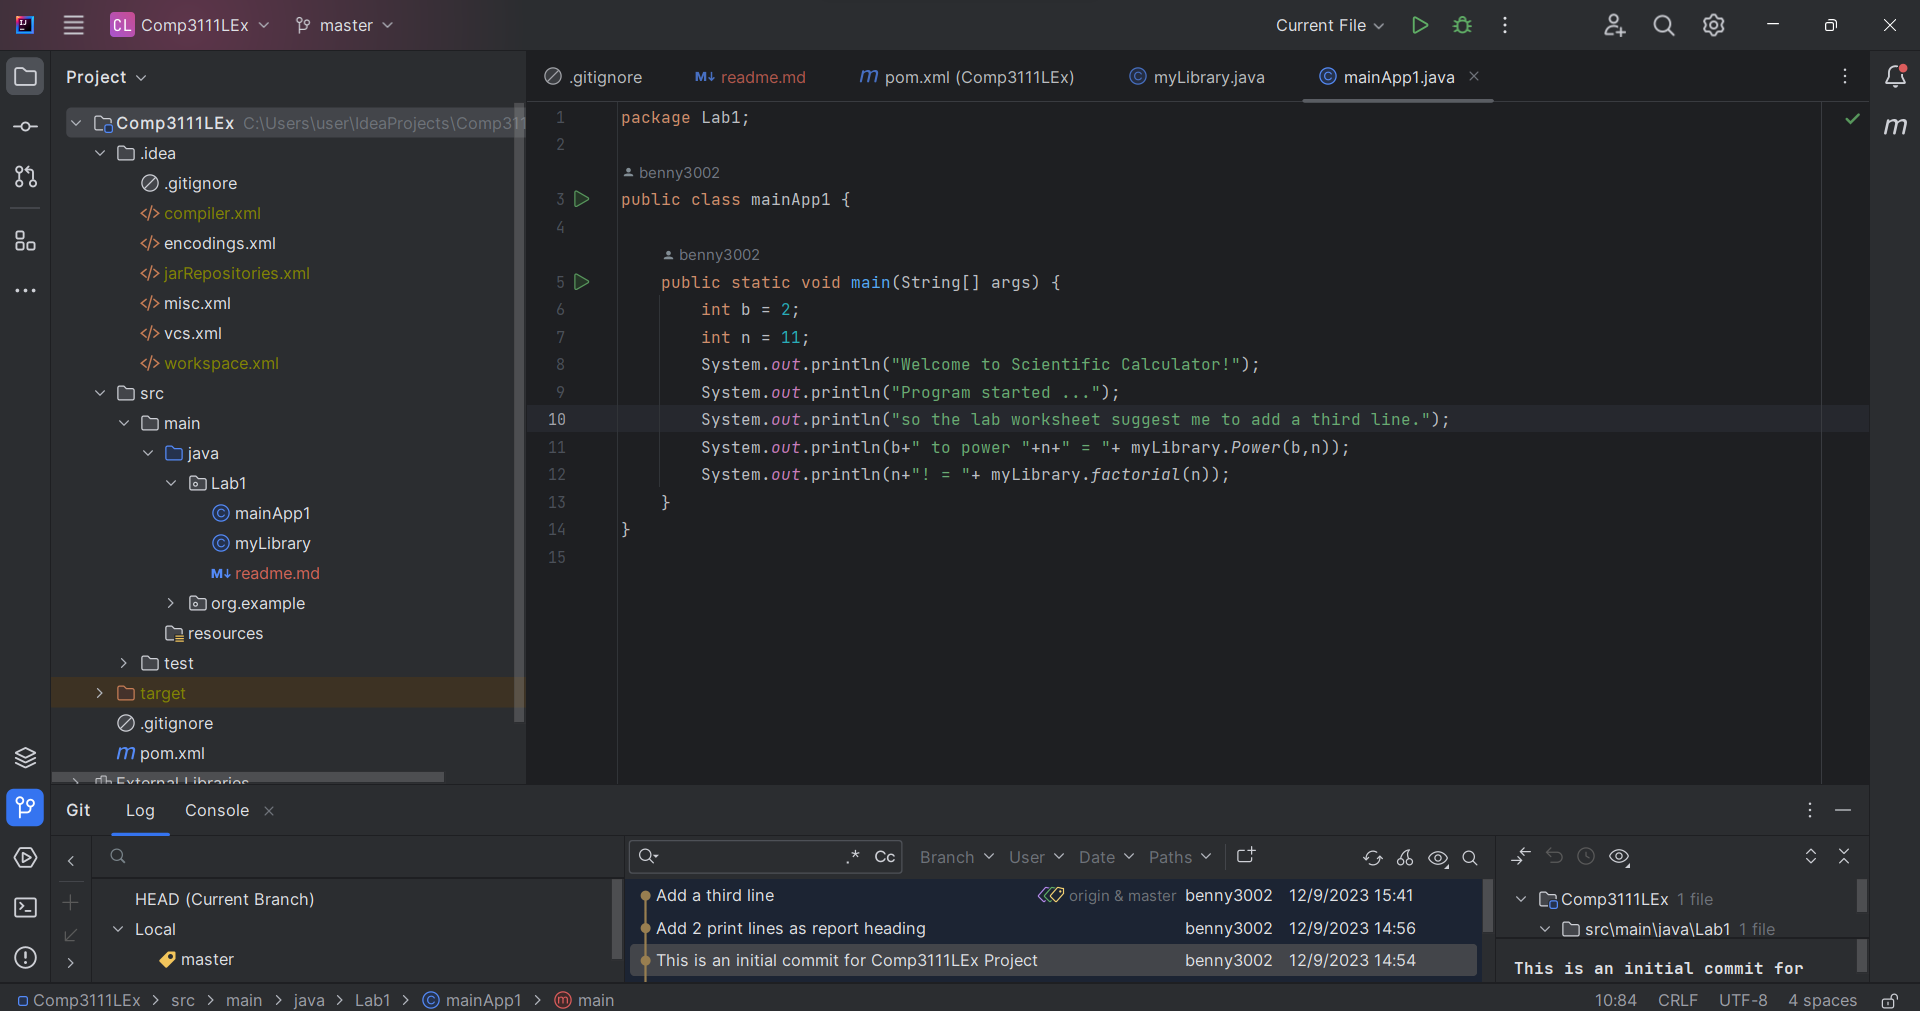 CL Comp3111LEx master Current File
Project
.gitignore readme.md pom.xml (Comp3111LEx) myLibrary.java mainApp1.java
Comp3111LEx C:\Users\user\IdeaProjects\Comp311
.idea
.gitignore
compiler.xml
encodings.xml
jarRepositories.xml
misc.xml
vcs.xml
workspace.xml
src
main
java
Lab1
mainApp1
myLibrary
readme.md
org.example
resources
test
target
.gitignore
pom.xml
External Libraries
1 package Lab1;
2
benny3002
3 public class mainApp1 {
4
benny3002
5 public static void main(String[] args) {
6 int b = 2;
7 int n = 11;
8 System.out.println("Welcome to Scientific Calculator!");
9 System.out.println("Program started ...");
10 System.out.println("so the lab worksheet suggest me to add a third line.");
11 System.out.println(b+" to power "+n+" = "+ myLibrary.Power(b,n));
12 System.out.println(n+"! = "+ myLibrary.factorial(n));
13 }
14 }
15
Git Log Console
.* Cc Branch User Date Paths
HEAD (Current Branch)
Local
master
Add a third line origin & master benny3002 12/9/2023 15:41
Add 2 print lines as report heading benny3002 12/9/2023 14:56
This is an initial commit for Comp3111LEx Project benny3002 12/9/2023 14:54
Comp3111LEx 1 file
src\main\java\Lab1 1 file
This is an initial commit for
Comp3111LEx > src > main > java > Lab1 > mainApp1 > main 10:84 CRLF UTF-8 4 spaces